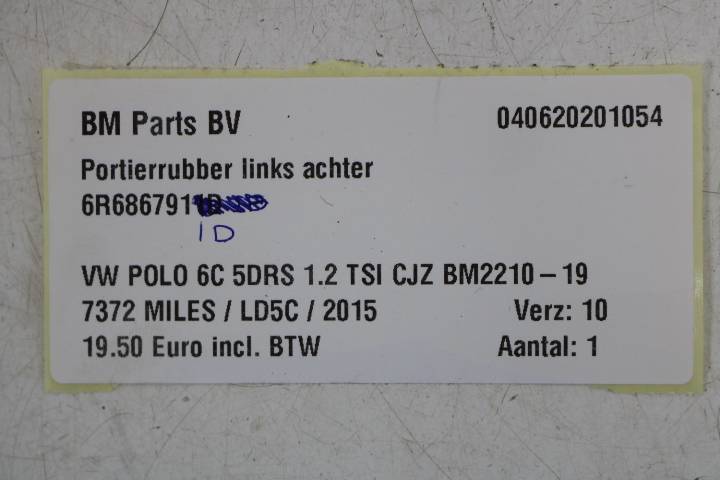 BM Parts BV 040620201054
Portierrubber links achter
6R686791
1D
VW POLO 6C 5DRS 1.2 TSI CJZ BM2210 – 19
7372 MILES / LD5C / 2015 Verz: 10
19.50 Euro incl. BTW Aantal: 1